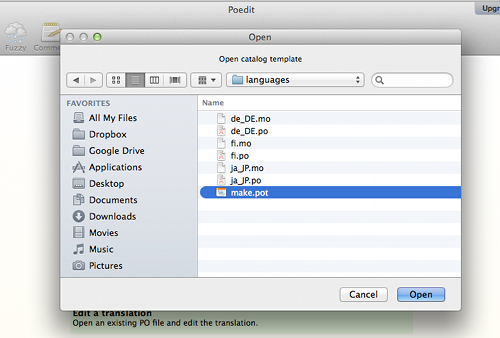 Poedit
Upgr
Fuzzy
Comme
Open
Open catalog template
languages
FAVORITES
All My Files
Dropbox
Google Drive
Applications
Desktop
Documents
Downloads
Movies
Music
Pictures
Name
de_DE.mo
de_DE.po
fi.mo
fi.po
ja_JP.mo
ja_JP.po
make.pot
Cancel
Open
Edit a translation
Open an existing PO file and edit the translation.